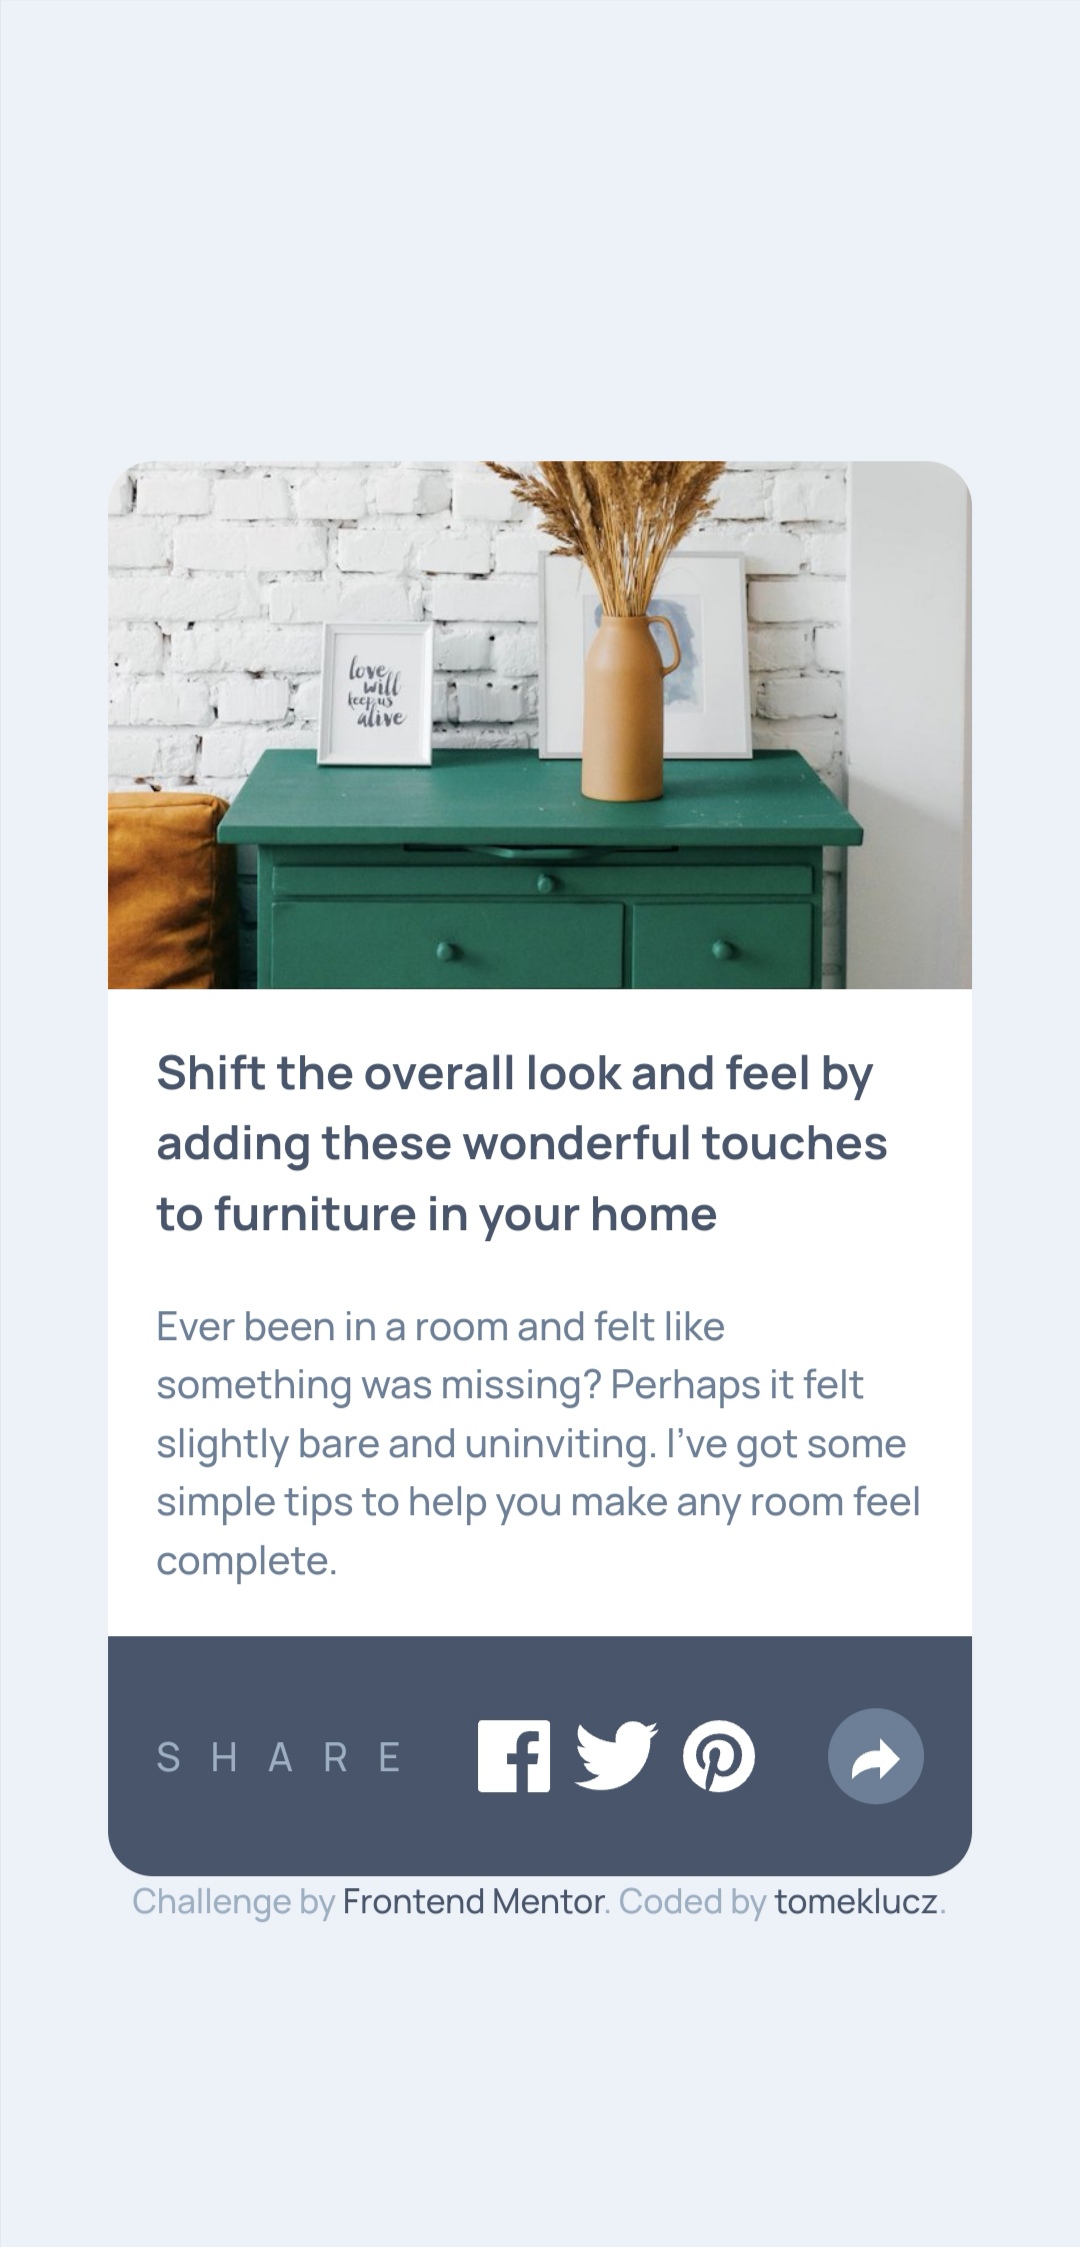 love
will
keep us
alive
Shift the overall look and feel by
adding these wonderful touches
to furniture in your home
Ever been in a room and felt like
something was missing? Perhaps it felt
slightly bare and uninviting. I’ve got some
simple tips to help you make any room feel
complete.
SHARE
Challenge by Frontend Mentor. Coded by tomeklucz.